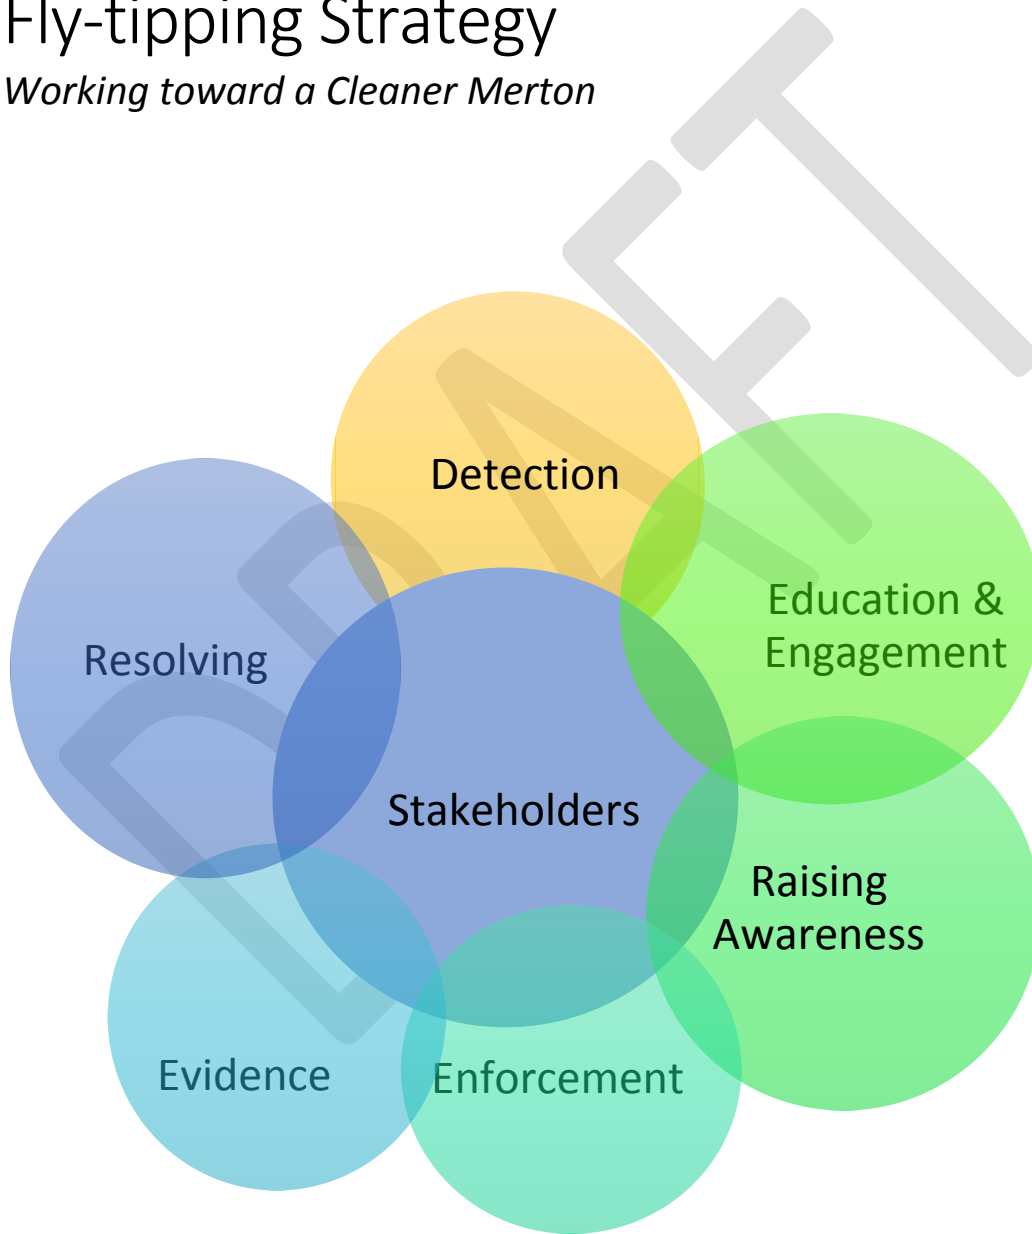 Fly-tipping Strategy
Working toward a Cleaner Merton
DRAFT
Detection
Education &
Engagement
Resolving
Stakeholders
Raising
Awareness
Evidence
Enforcement